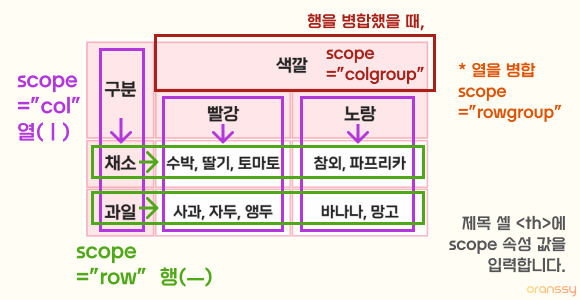 행을 병합했을 때,
색깔
scope
="colgroup"
* 열을 병합
scope
="rowgroup"
scope
="col"
열(ㅣ)
구분
빨강
노랑
채소
수박, 딸기, 토마토
참외, 파프리카
과일
사과, 자두, 앵두
바나나, 망고
scope
="row" 행(ㅡ)
제목 셀 <th>에
scope 속성 값을
입력합니다.
oranssy